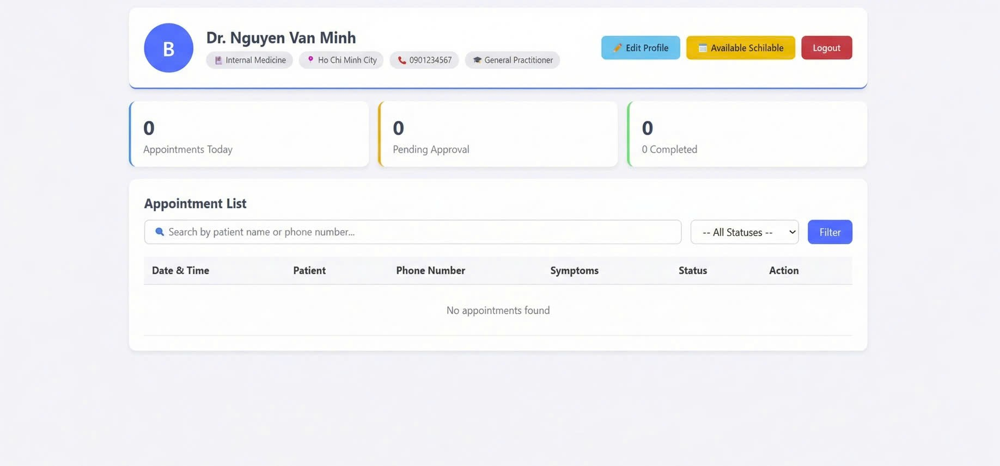 B
Dr. Nguyen Van Minh
Internal Medicine
Ho Chi Minh City
0901234567
General Practitioner
Edit Profile
Available Schilable
Logout
0
Appointments Today
0
Pending Approval
0
0 Completed
Appointment List
Search by patient name or phone number...
-- All Statuses --
Filter
Date & Time Patient Phone Number Symptoms Status Action
No appointments found